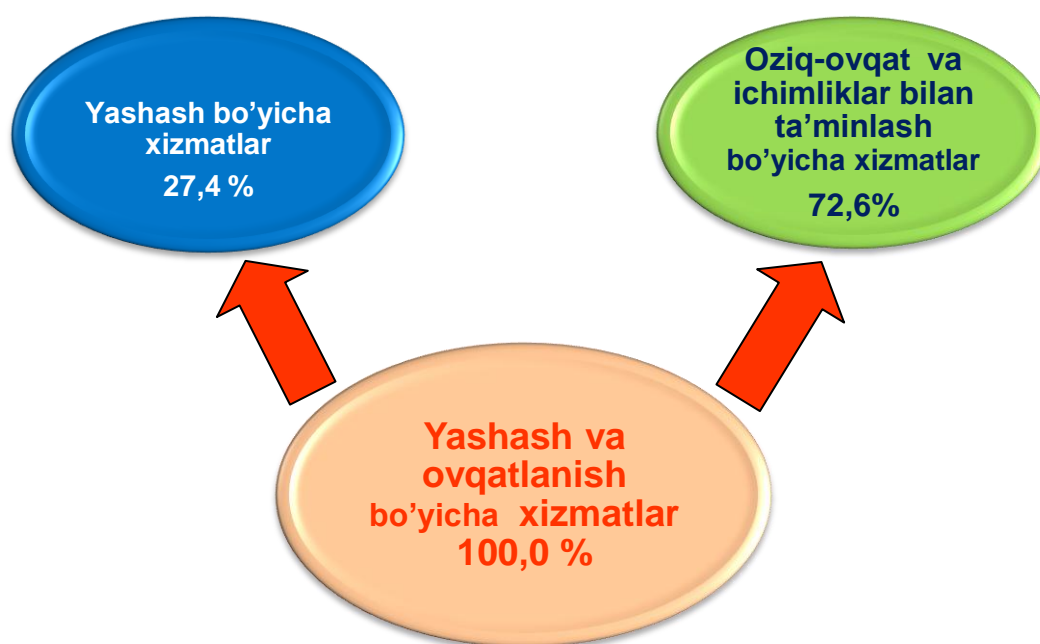 Yashash bo’yicha
xizmatlar
27,4 %
Oziq-ovqat va
ichimliklar bilan
ta’minlash
bo’yicha xizmatlar
72,6%
Yashash va
ovqatlanish
bo’yicha xizmatlar
100,0 %